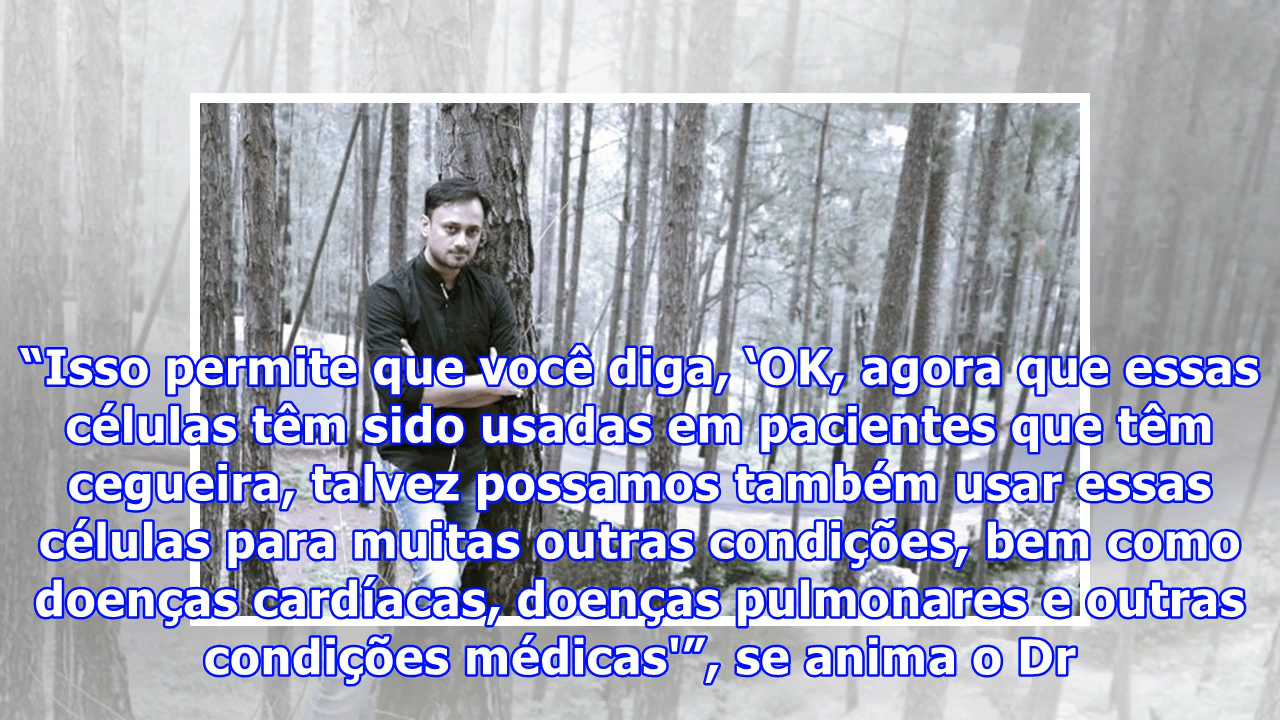 “Isso permite que você diga, ‘OK, agora que essas
células têm sido usadas em pacientes que têm
cegueira, talvez possamos também usar essas
células para muitas outras condições, bem como
doenças cardíacas, doenças pulmonares e outras
condições médicas'”, se anima o Dr